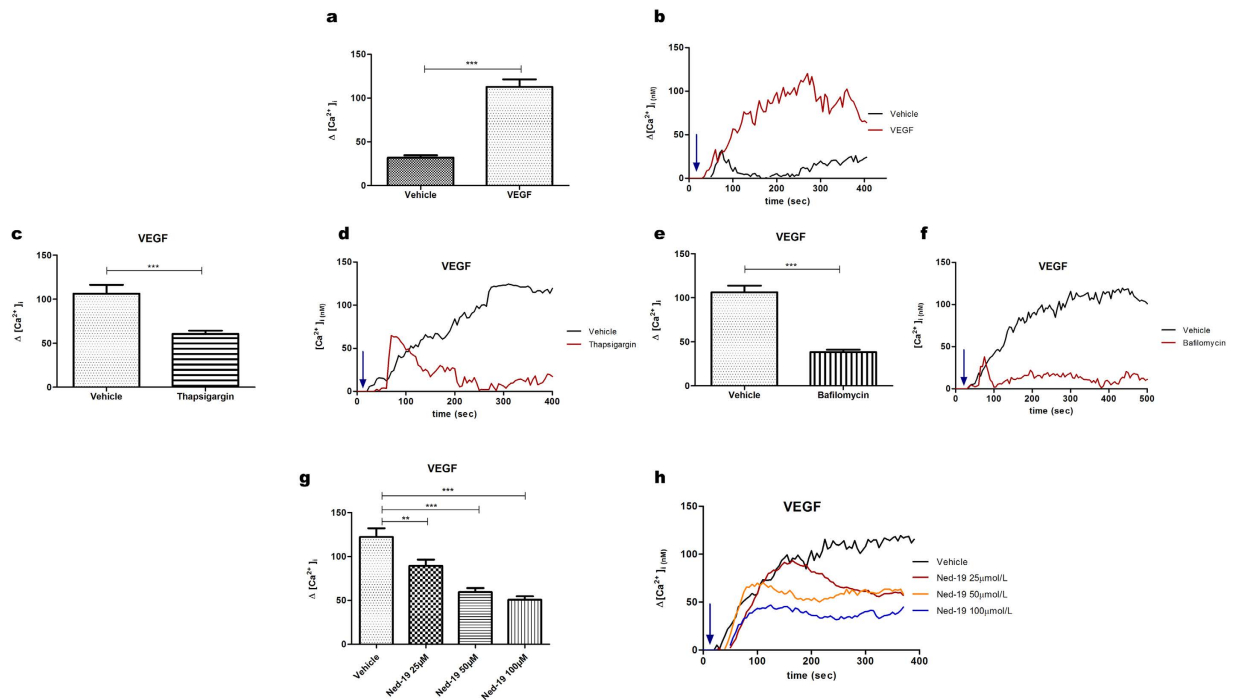 a
150
100
50
0
Δ [Ca²⁺ ]ᵢ
***
Vehicle
VEGF
b
150
100
50
0
Δ[Ca²⁺ ]i (nM)
100
200
300
400
time (sec)
Vehicle
VEGF
c
VEGF
150
100
50
0
Δ [Ca²⁺ ]ᵢ
***
Vehicle
Thapsigargin
d
VEGF
150
100
50
0
[Ca²⁺ ]i (nM)
0
100
200
300
400
time (sec)
Vehicle
Thapsigargin
e
VEGF
150
100
50
0
Δ [Ca²⁺ ]ᵢ
***
Vehicle
Bafilomycin
f
VEGF
150
100
50
0
[Ca²⁺ ]i (nM)
0
100
200
300
400
500
time (sec)
Vehicle
Bafilomycin
g
VEGF
150
100
50
0
Δ [Ca²⁺ ]ᵢ
***
***
**
Vehicle
Ned-19 25µM
Ned-19 50µM
Ned-19 100µM
h
VEGF
150
100
50
0
Δ[Ca²⁺ ]i (nM)
0
100
200
300
400
time (sec)
Vehicle
Ned-19 25µmol/L
Ned-19 50µmol/L
Ned-19 100µmol/L